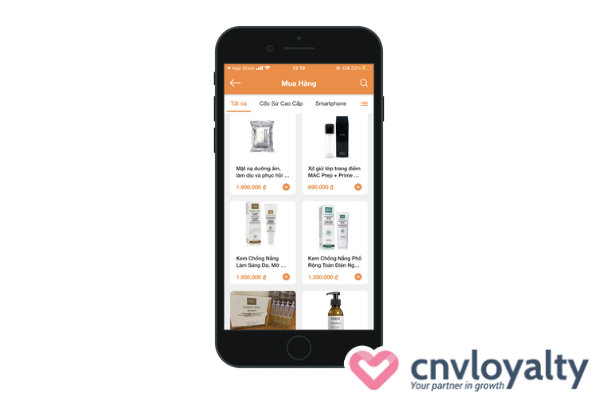 App Store
Mua Hàng
Tất cả
Cốc Sứ Cao Cấp
Smartphone
Mặt nạ dưỡng ẩm,
làm dịu và phục hồi ...
1.900.000 đ
Xịt giữ lớp trang điểm
MAC Prep + Prime ...
690.000 đ
Kem Chống Nắng
Làm Sáng Da, Mờ ...
1.950.000 đ
Kem Chống Nắng Phổ
Rộng Toàn Diện Ng...
1.350.000 đ
cnvloyalty
Your partner in growth